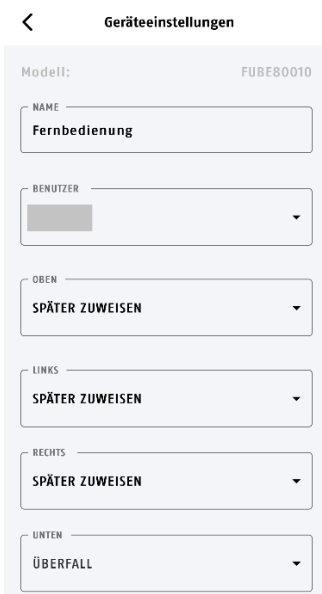 Geräteeinstellungen
Modell: FUBE80010
NAME
Fernbedienung
BENUTZER
OBEN
SPÄTER ZUWEISEN
LINKS
SPÄTER ZUWEISEN
RECHTS
SPÄTER ZUWEISEN
UNTEN
ÜBERFALL